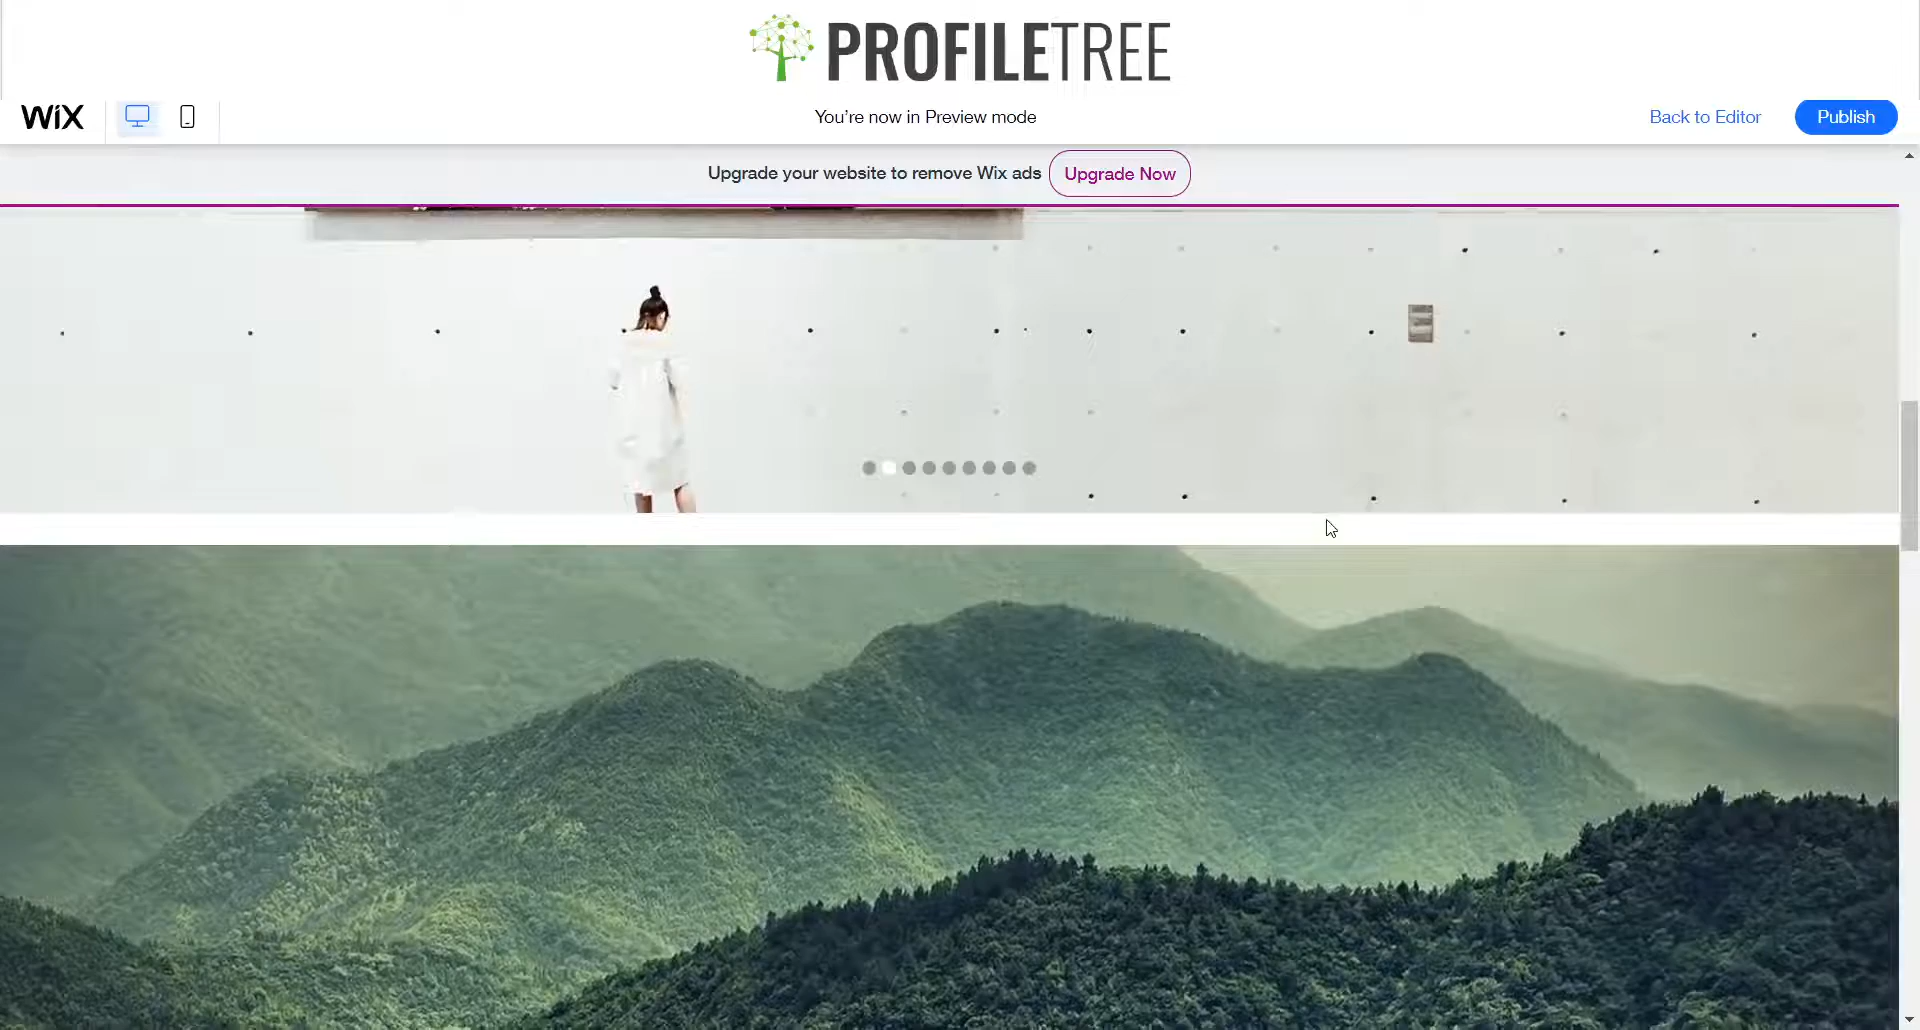 PROFILETREE
WiX
You're now in Preview mode
Back to Editor
Publish
Upgrade your website to remove Wix ads
Upgrade Now